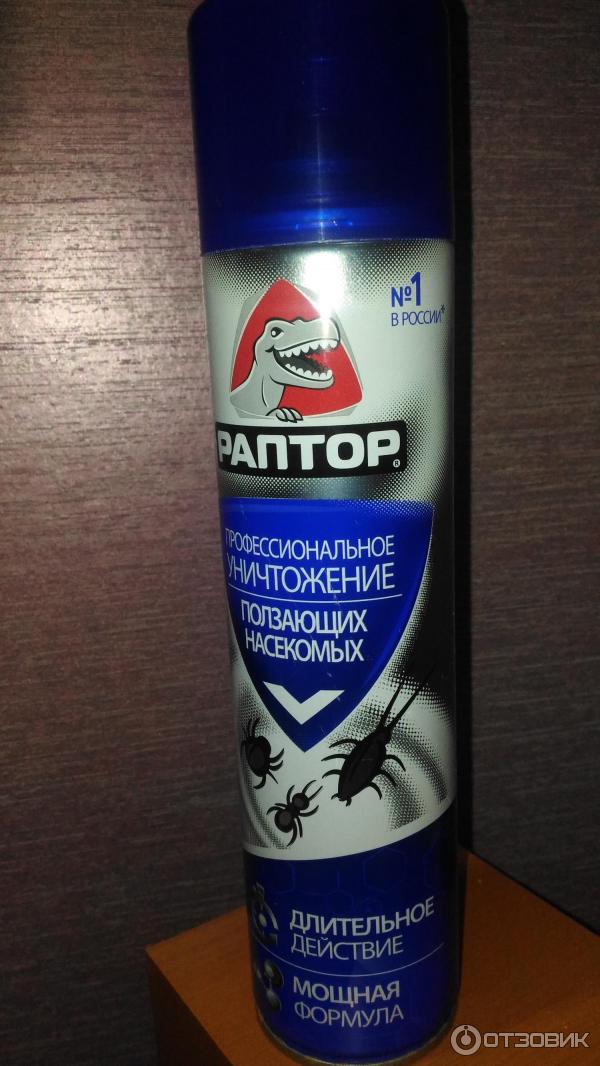 №1
В РОССИИ*
РАПТОР®
ПРОФЕССИОНАЛЬНОЕ
УНИЧТОЖЕНИЕ
ПОЛЗАЮЩИХ
НАСЕКОМЫХ
ДЛИТЕЛЬНОЕ
ДЕЙСТВИЕ
МОЩНАЯ
ФОРМУЛА
ОТЗОВИК